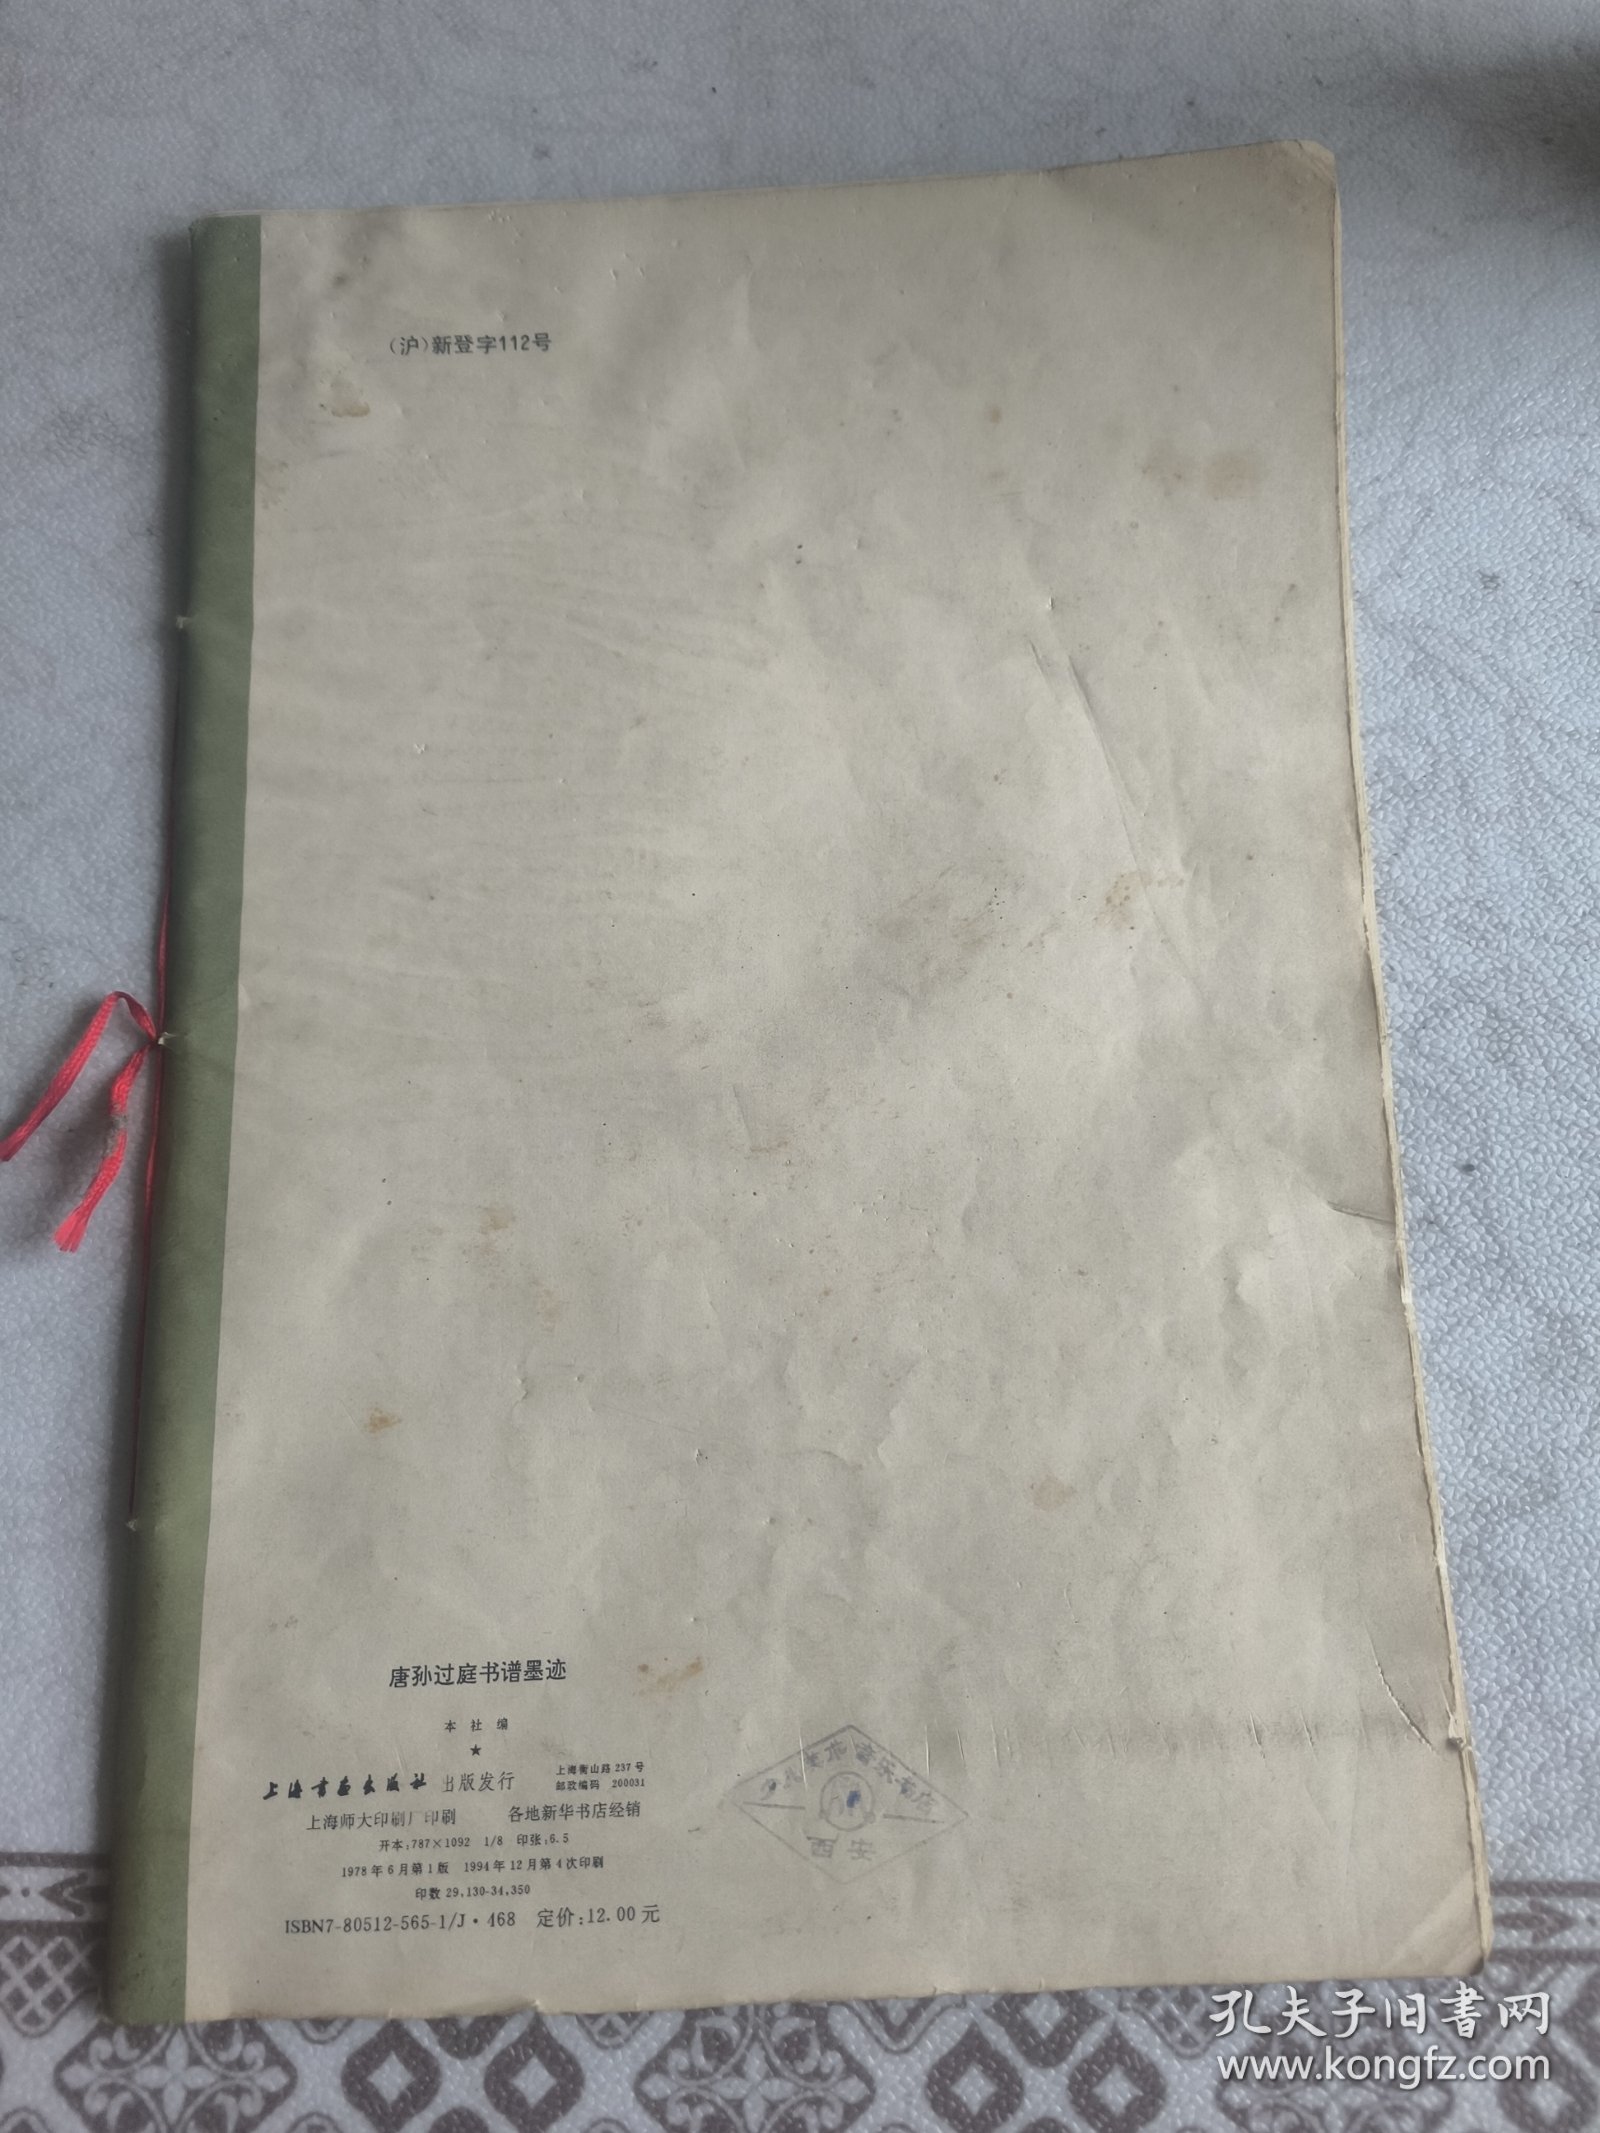 （沪）新登字112号
唐孙过庭书谱墨迹
本社编
★
上海书画出版社 出版发行 上海衡山路237号
邮政编码 200031
上海师大印刷厂印刷 各地新华书店经销
开本:787×1092 1/8 印张:6.5
1978年6月第1版 1994年12月第4次印刷
印数 29,130-34,350
ISBN7-80512-565-1/J·468 定价:12.00元
美术音乐书店
西安
孔夫子旧書网
www.kongfz.com